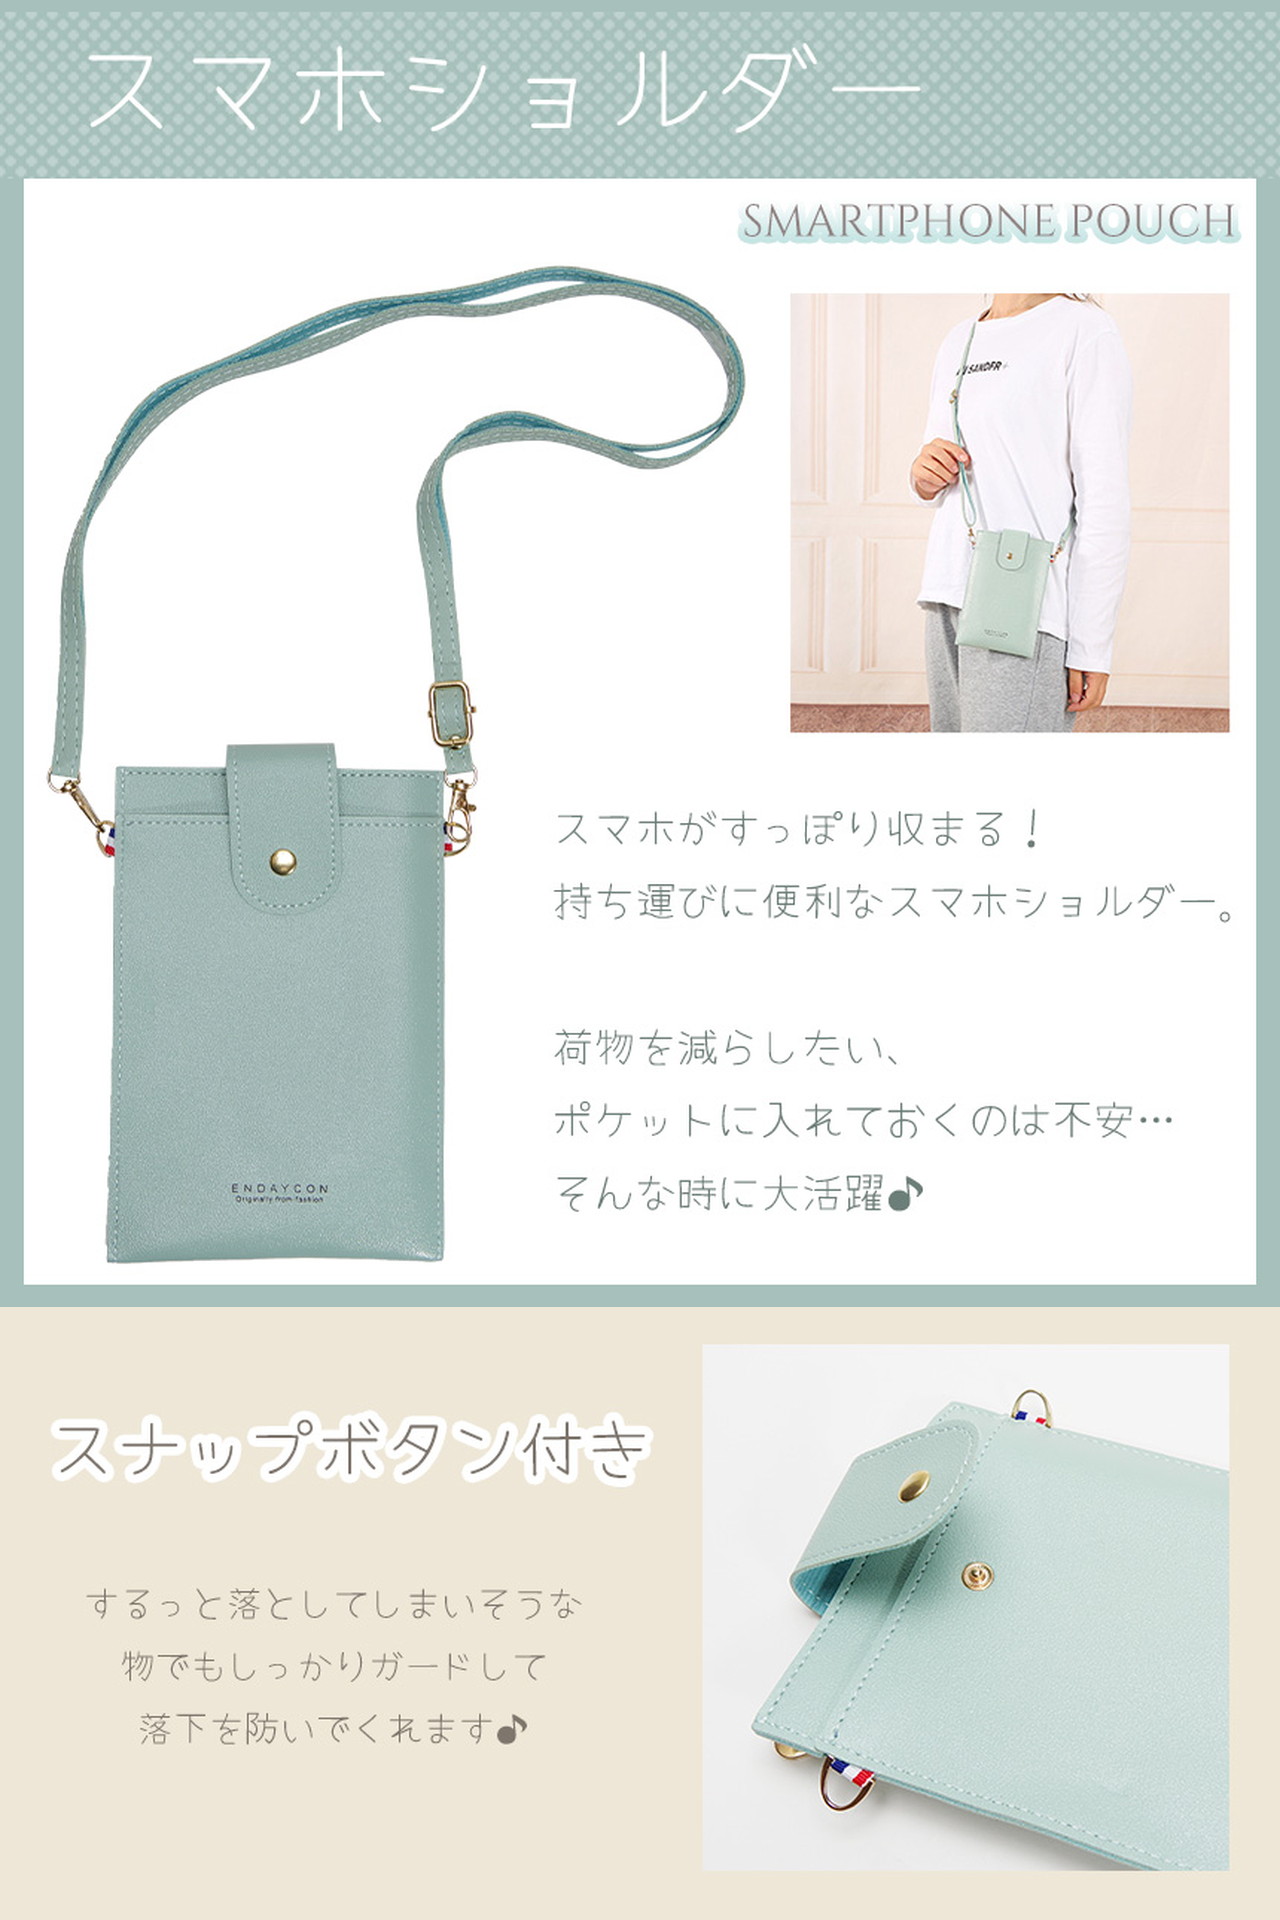 スマホショルダー
SMARTPHONE POUCH
スマホがすっぽり収まる！
持ち運びに便利なスマホショルダー。
荷物を減らしたい、
ポケットに入れておくのは不安…
そんな時に大活躍♪
ENDAYCON
Originally from fashion
スナップボタン付き
するっと落としてしまいそうな
物でもしっかりガードして
落下を防いでくれます♪